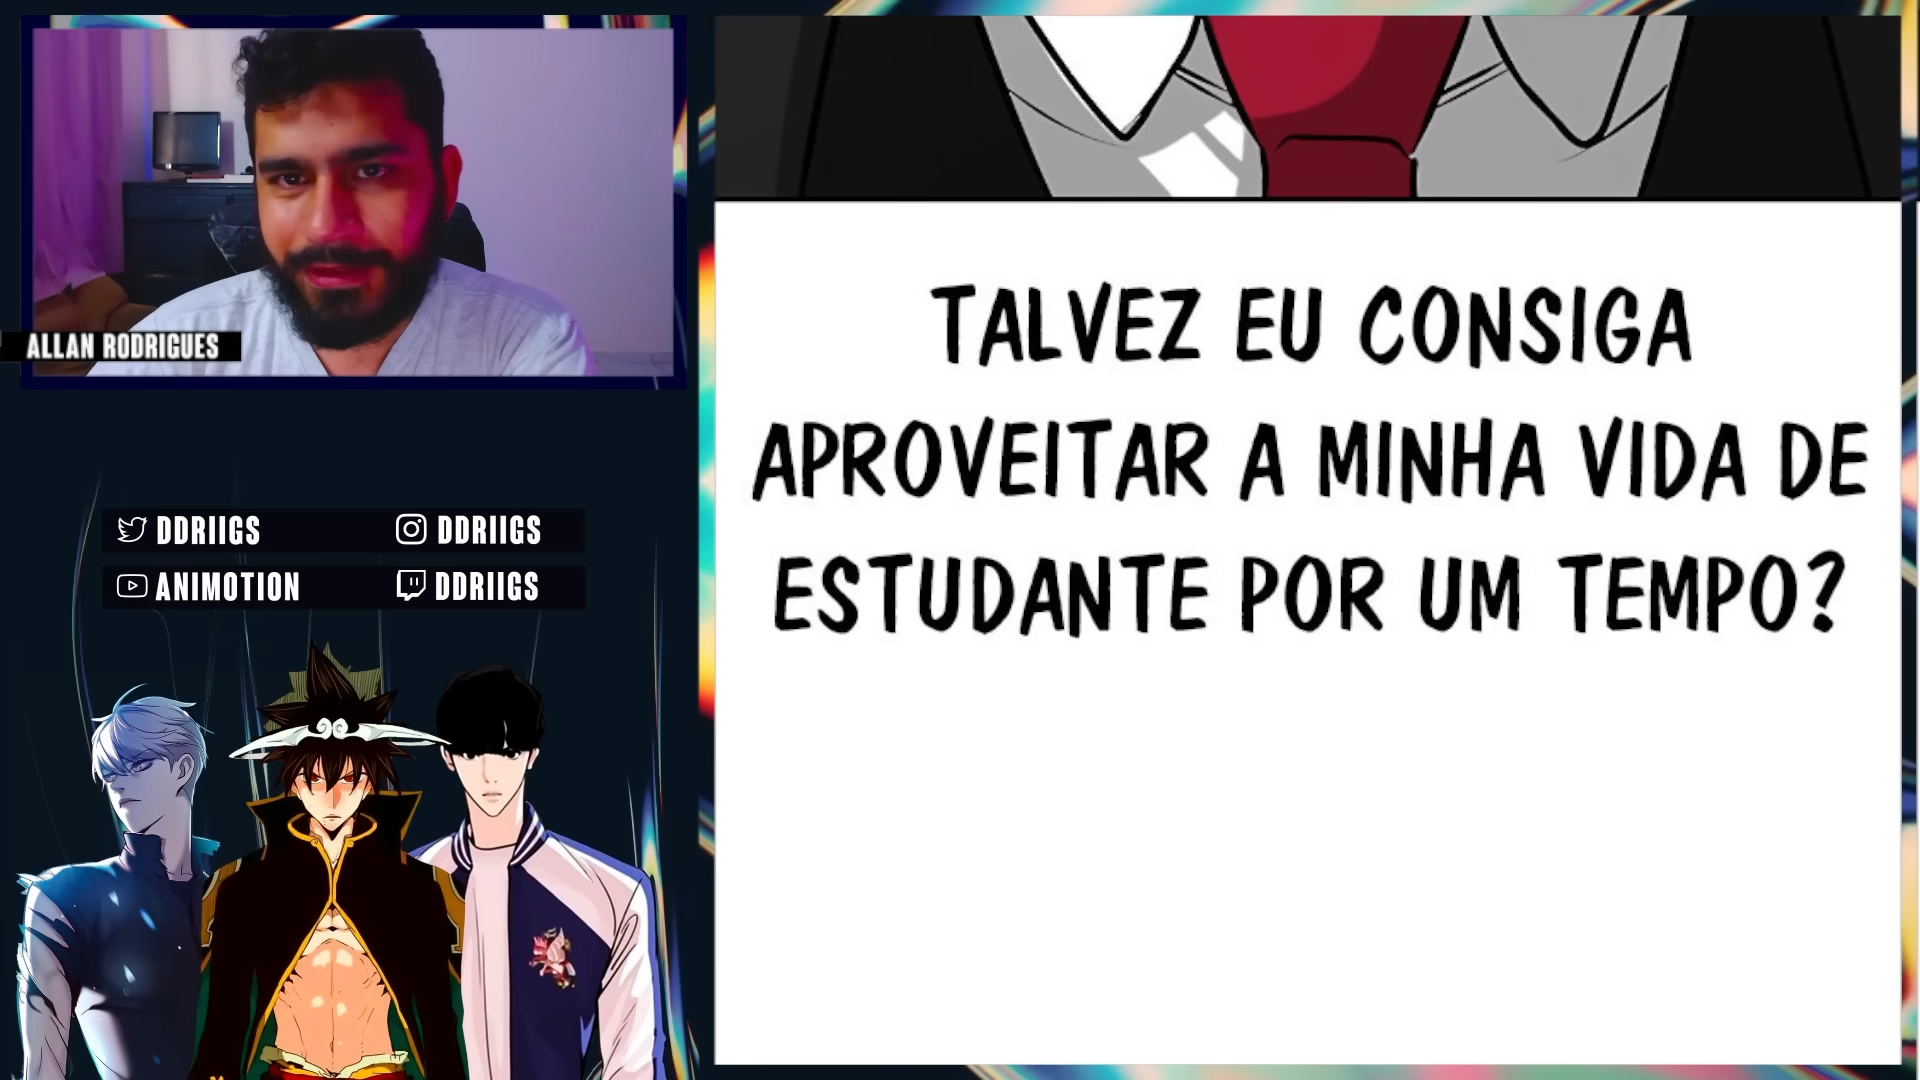 ALLAN RODRIGUES
DDRIIGS
DDRIIGS
ANIMOTION
DDRIIGS
TALVEZ EU CONSIGA
APROVEITAR A MINHA VIDA DE
ESTUDANTE POR UM TEMPO?